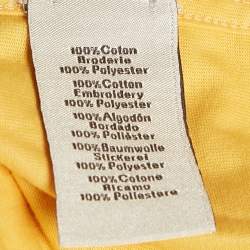 100% Coton
Broderie
100% Polyester
100% Cotton
Embroidery
100% Polyester
100% Algodón
Bordado
100% Poliéster
100% Baumwolle
Stickerei
100% Polyester
100% Cotone
Ricamo
100% Poliestere